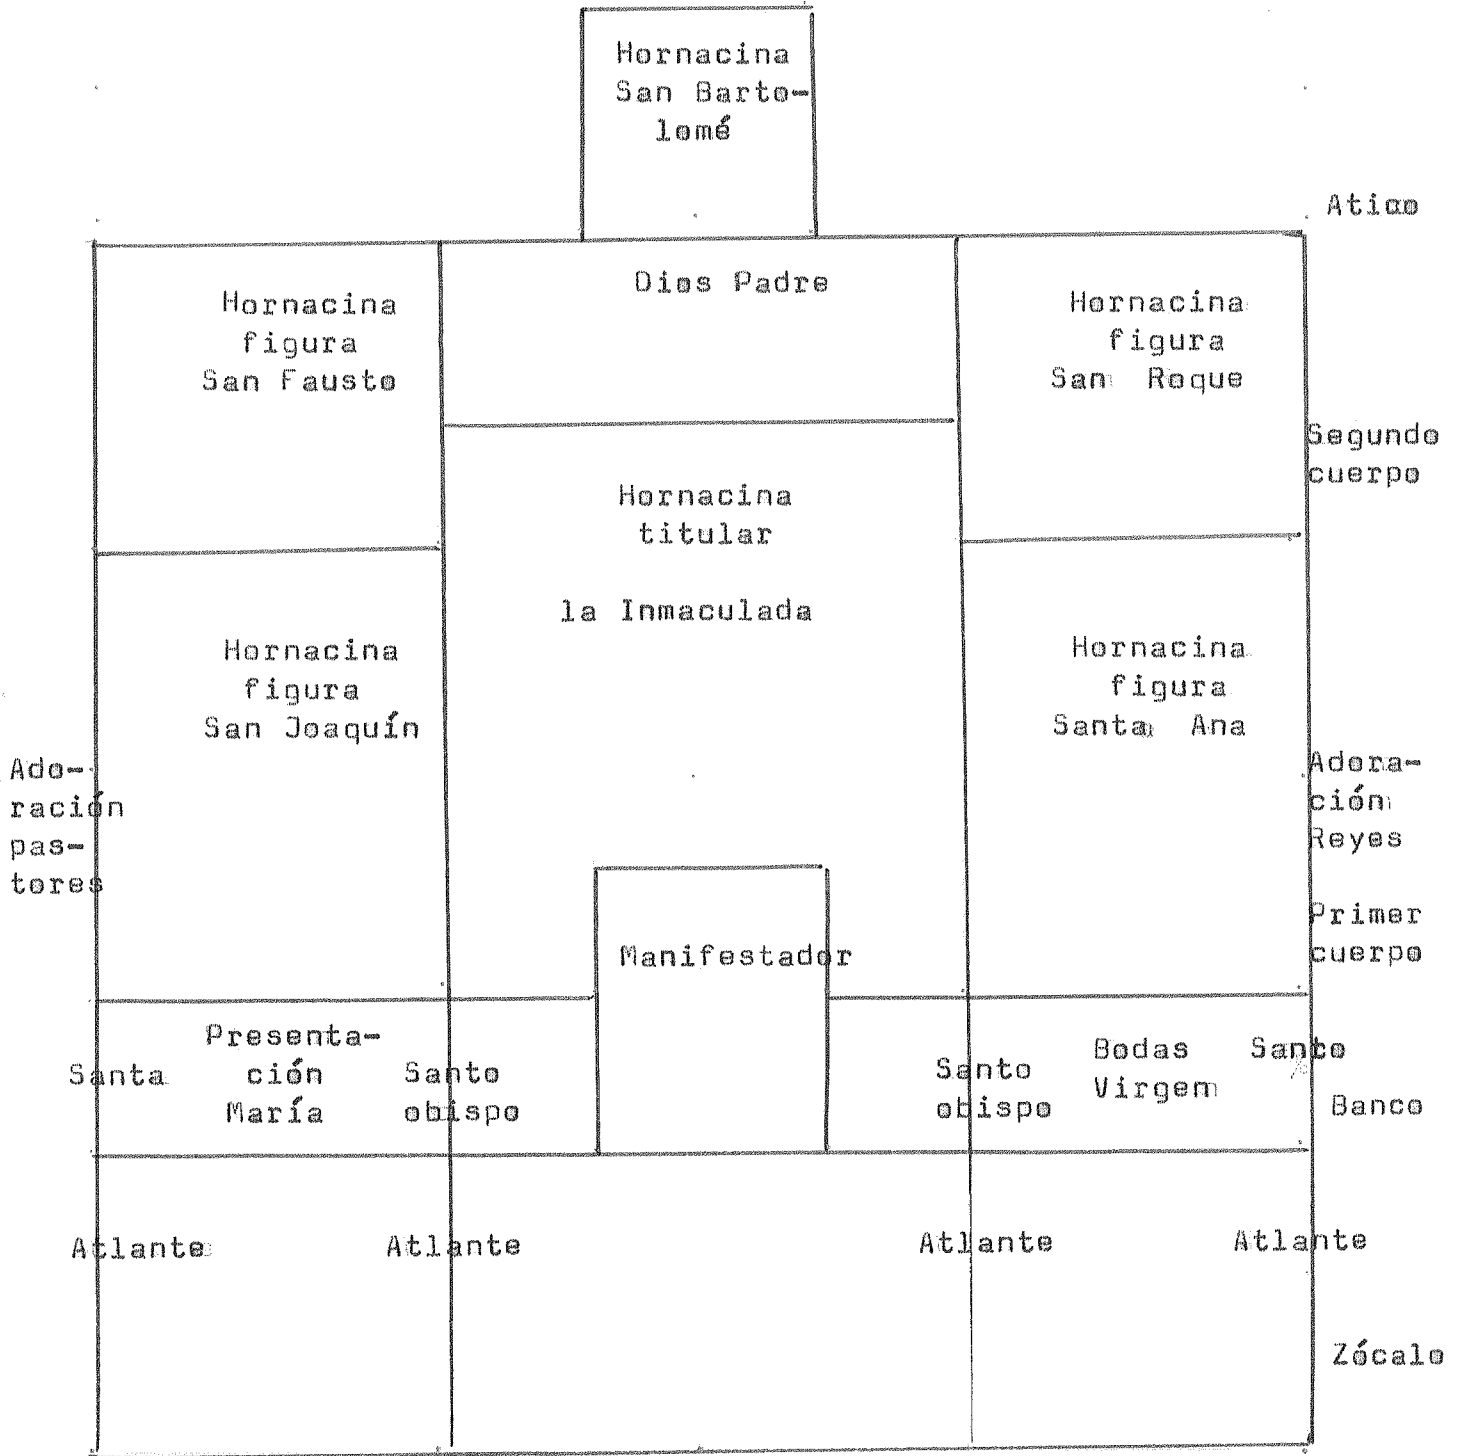 Hornacina
San Barto-
lomé
Atico
Dios Padre
Hornacina
figura
San Fausto
Hornacina
figura
San Roque
Segundo
cuerpo
Hornacina
titular
la Inmaculada
Hornacina
figura
San Joaquín
Hornacina
figura
Santa Ana
Ado-
ración
pas-
tores
Adora-
ción
Reyes
Primer
cuerpo
Manifestador
Santa
Presenta-
ción
María
Santo
obispo
Santo
obispo
Bodas
Virgem
Santo
Banco
Atlante
Atlante
Atlante
Atlante
Zócalo